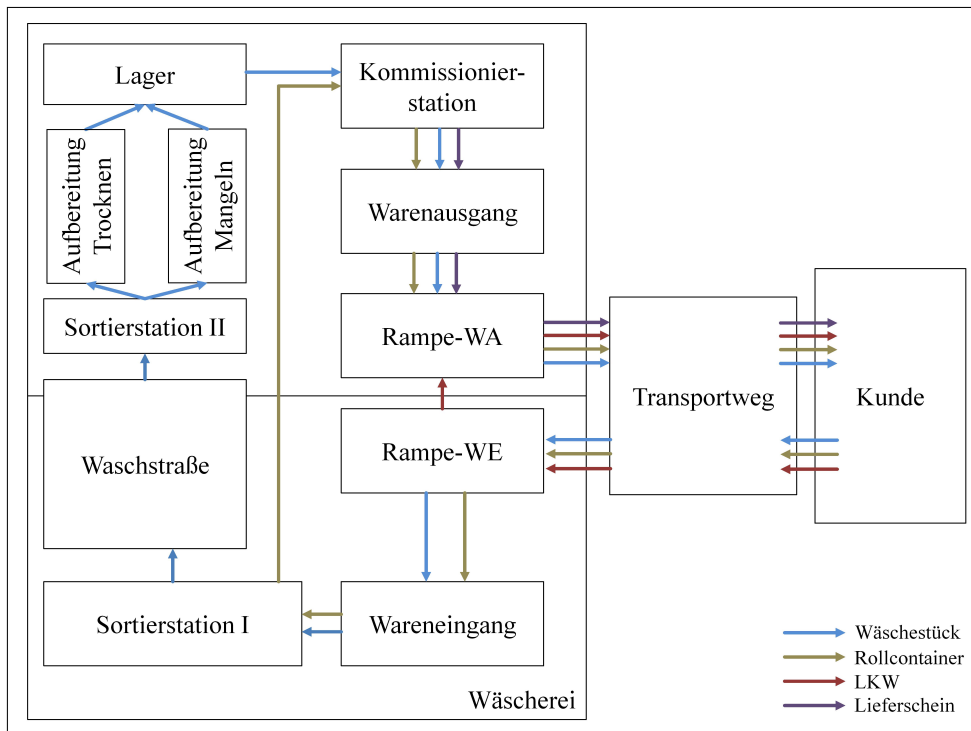 Lager
Kommissionier-
station
Aufbereitung
Trocknen
Aufbereitung
Mangeln
Warenausgang
Sortierstation II
Rampe-WA
Transportweg
Kunde
Waschstraße
Rampe-WE
Sortierstation I
Wareneingang
Wäscherei
Wäschestück
Rollcontainer
LKW
Lieferschein